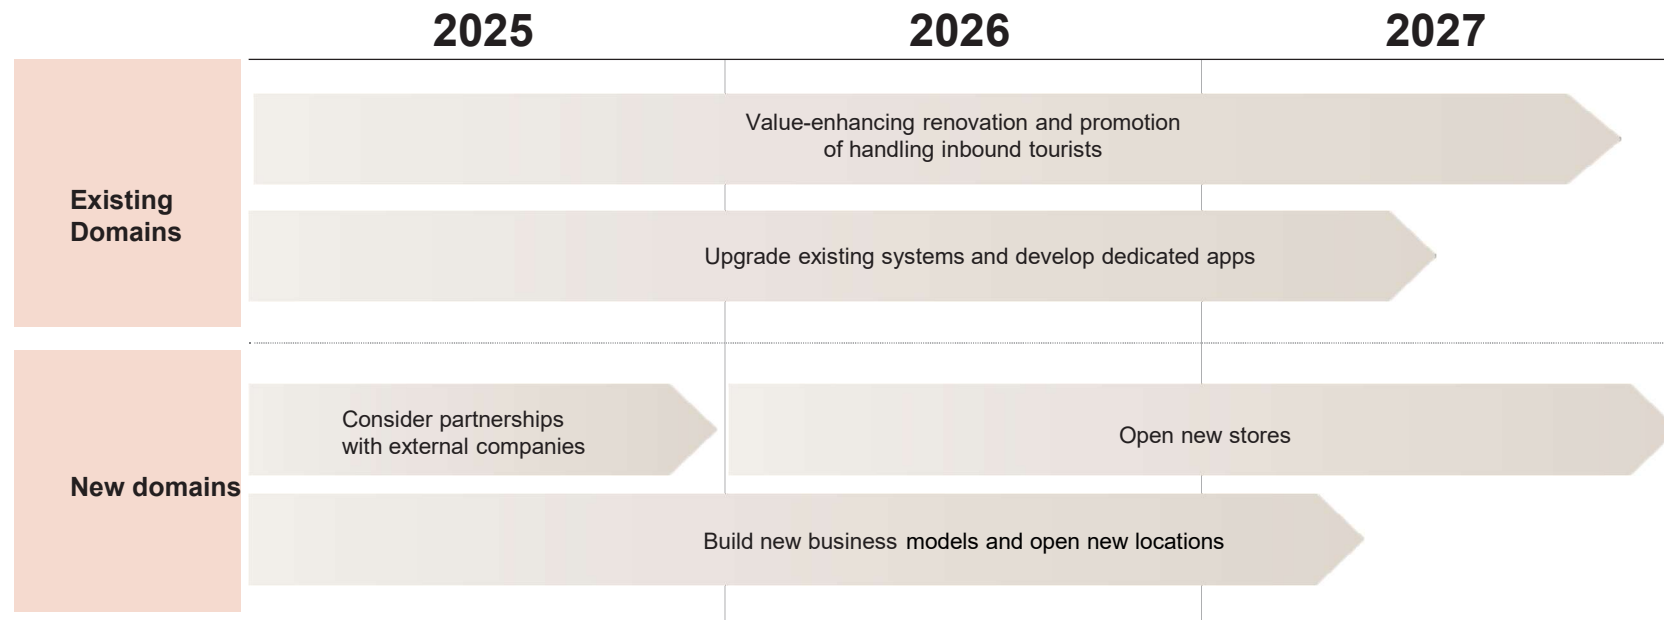 2025 2026 2027
Existing
Domains
Value-enhancing renovation and promotion
of handling inbound tourists
Upgrade existing systems and develop dedicated apps
New domains
Consider partnerships
with external companies
Open new stores
Build new business models and open new locations